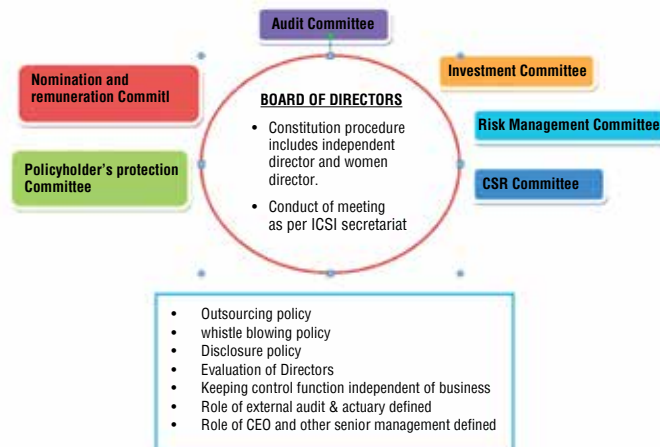 Audit Committee
Nomination and
remuneration Commitl
Investment Committee
Risk Management Committee
Policyholer's protection
Committee
CSR Committee
BOARD OF DIRECTORS
• Constitution procedure
includes independent
director and women
director.
• Conduct of meeting
as per ICSI secretariat
• Outsourcing policy
• whistle blowing policy
• Disclosure policy
• Evaluation of Directors
• Keeping control function independent of business
• Role of external audit & actuary defined
• Role of CEO and other senior management defined